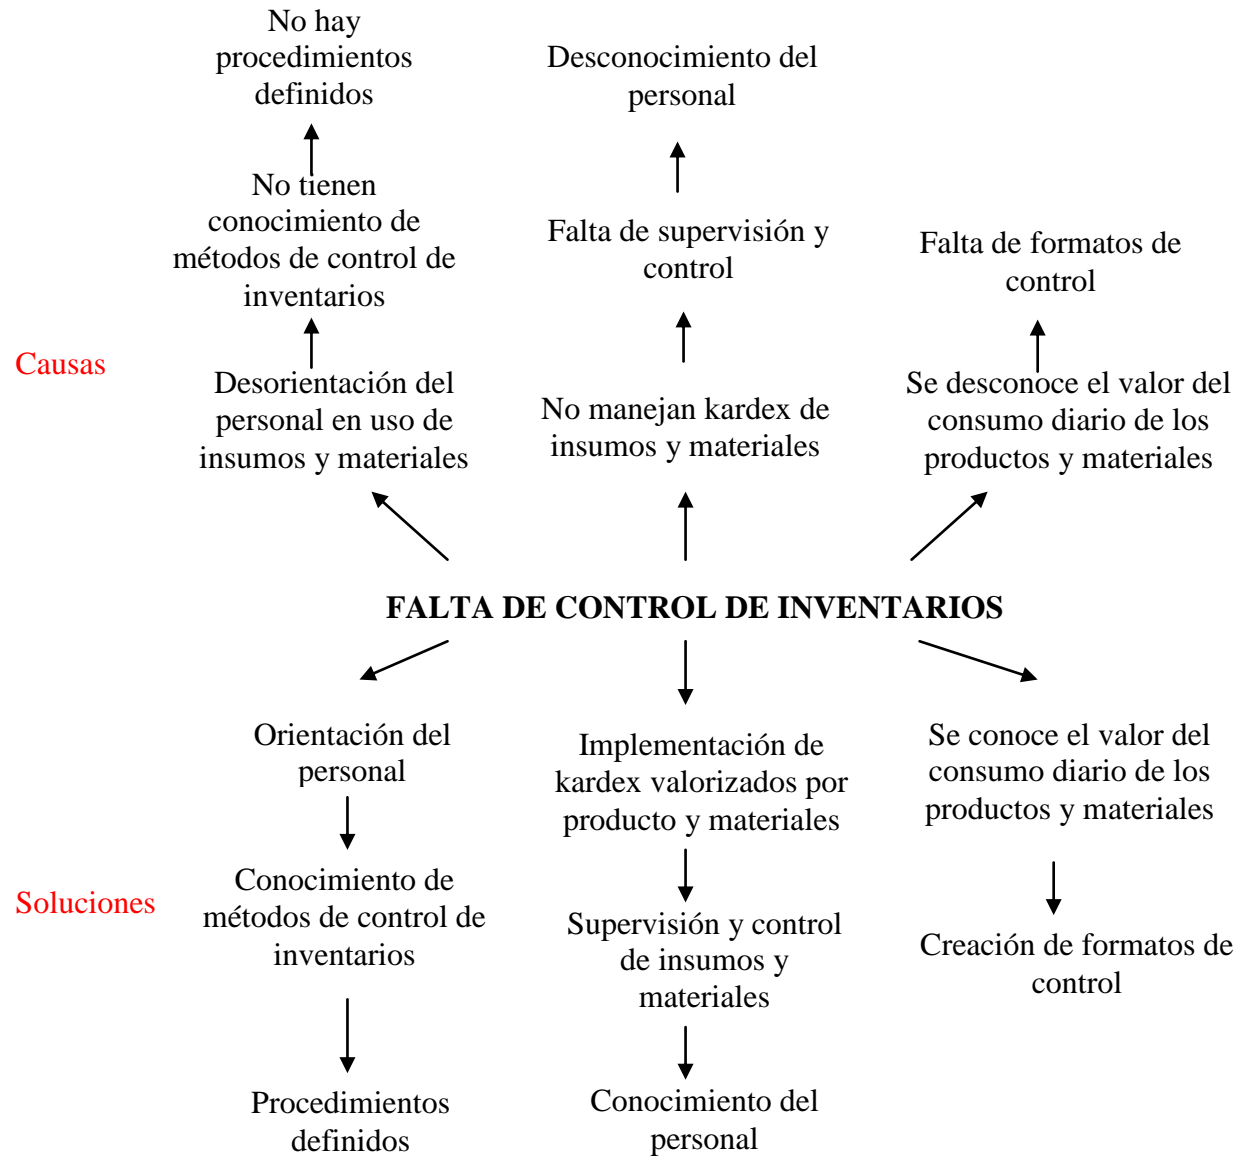 No hay
procedimientos
definidos
Desconocimiento del
personal
No tienen
conocimiento de
métodos de control de
inventarios
Falta de supervisión y
control
Falta de formatos de
control
Causas
Desorientación del
personal en uso de
insumos y materiales
No manejan kardex de
insumos y materiales
Se desconoce el valor del
consumo diario de los
productos y materiales
FALTA DE CONTROL DE INVENTARIOS
Orientación del
personal
Implementación de
kardex valorizados por
producto y materiales
Se conoce el valor del
consumo diario de los
productos y materiales
Soluciones
Conocimiento de
métodos de control de
inventarios
Supervisión y control
de insumos y
materiales
Creación de formatos de
control
Procedimientos
definidos
Conocimiento del
personal